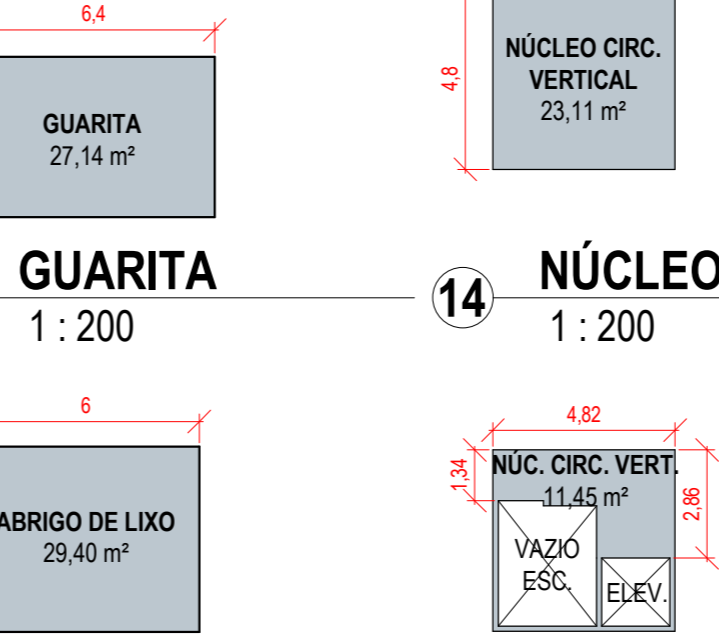 6,4
GUARITA
27,14 m²
4,8
NÚCLEO CIRC.
VERTICAL
23,11 m²
GUARITA
1 : 200
14
NÚCLEO
1 : 200
6
ABRIGO DE LIXO
29,40 m²
4,82
1,34
NÚC. CIRC. VERT.
11,45 m²
2,86
VAZIO
ESC.
ELEV.